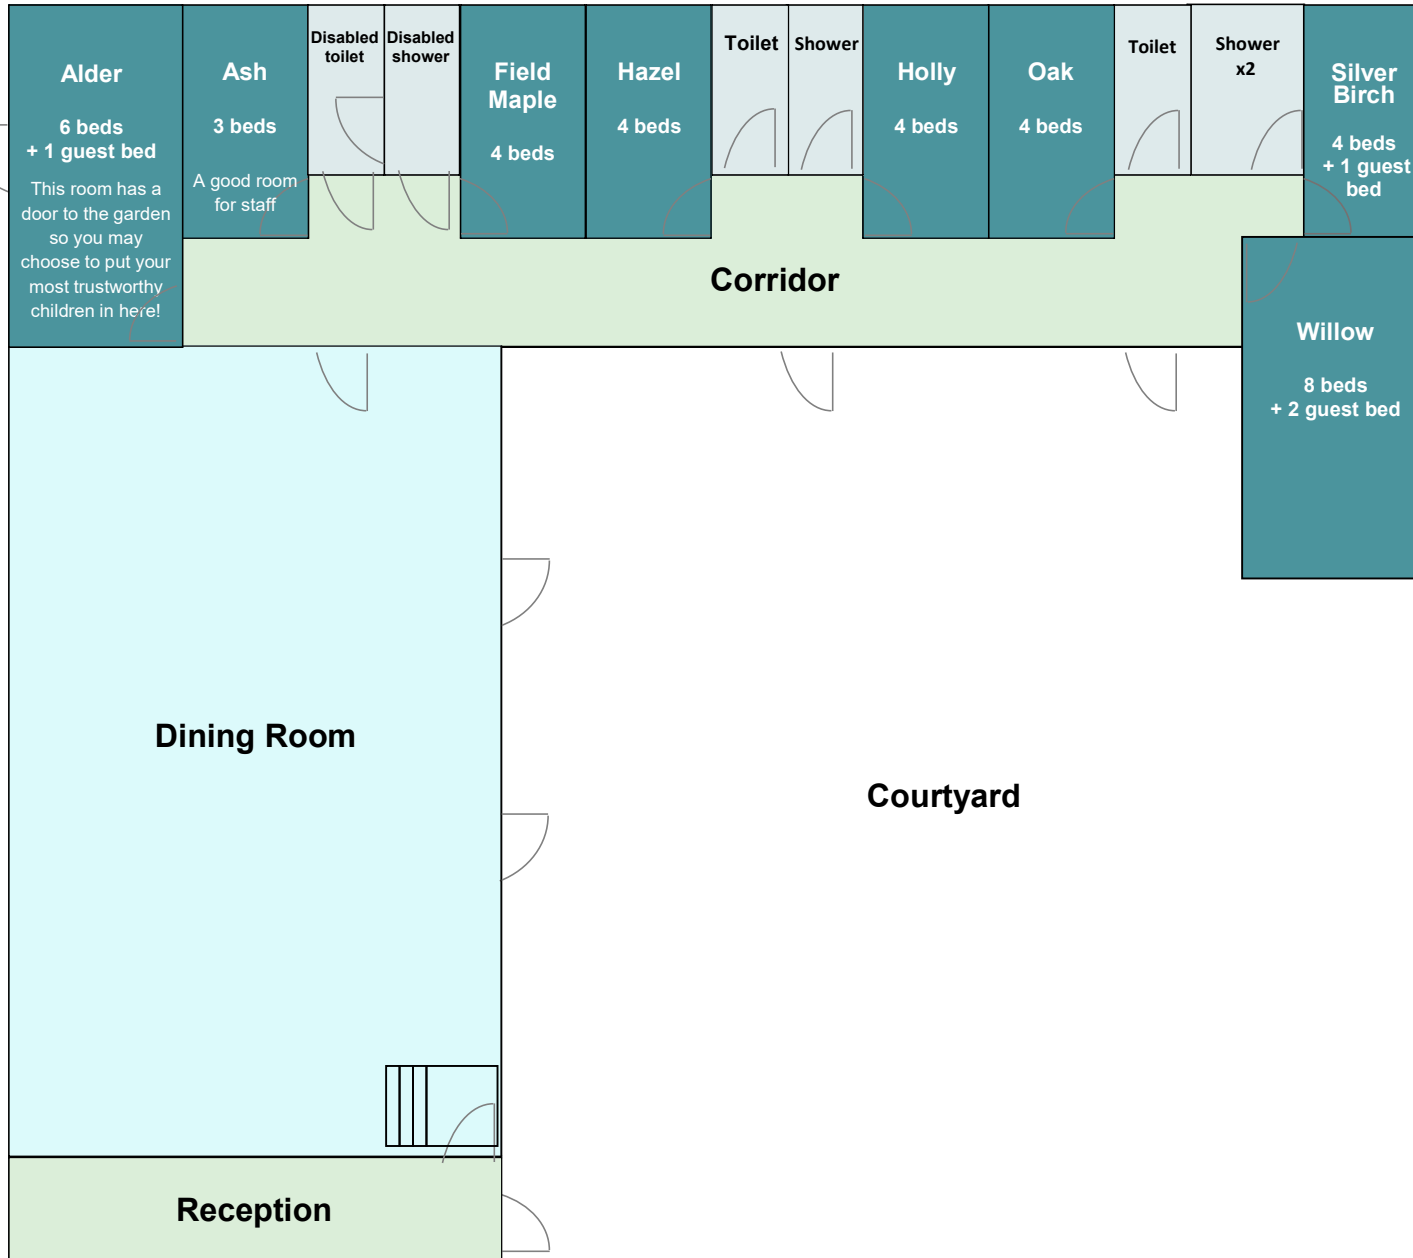 Alder
6 beds
+ 1 guest bed
This room has a
door to the garden
so you may
choose to put your
most trustworthy
children in here!
Ash
3 beds
A good room
for staff
Disabled
toilet
Disabled
shower
Field
Maple
4 beds
Hazel
4 beds
Toilet
Shower
Holly
4 beds
Oak
4 beds
Toilet
Shower
x2
Silver
Birch
4 beds
+ 1 guest
bed
Corridor
Willow
8 beds
+ 2 guest bed
Dining Room
Courtyard
Reception